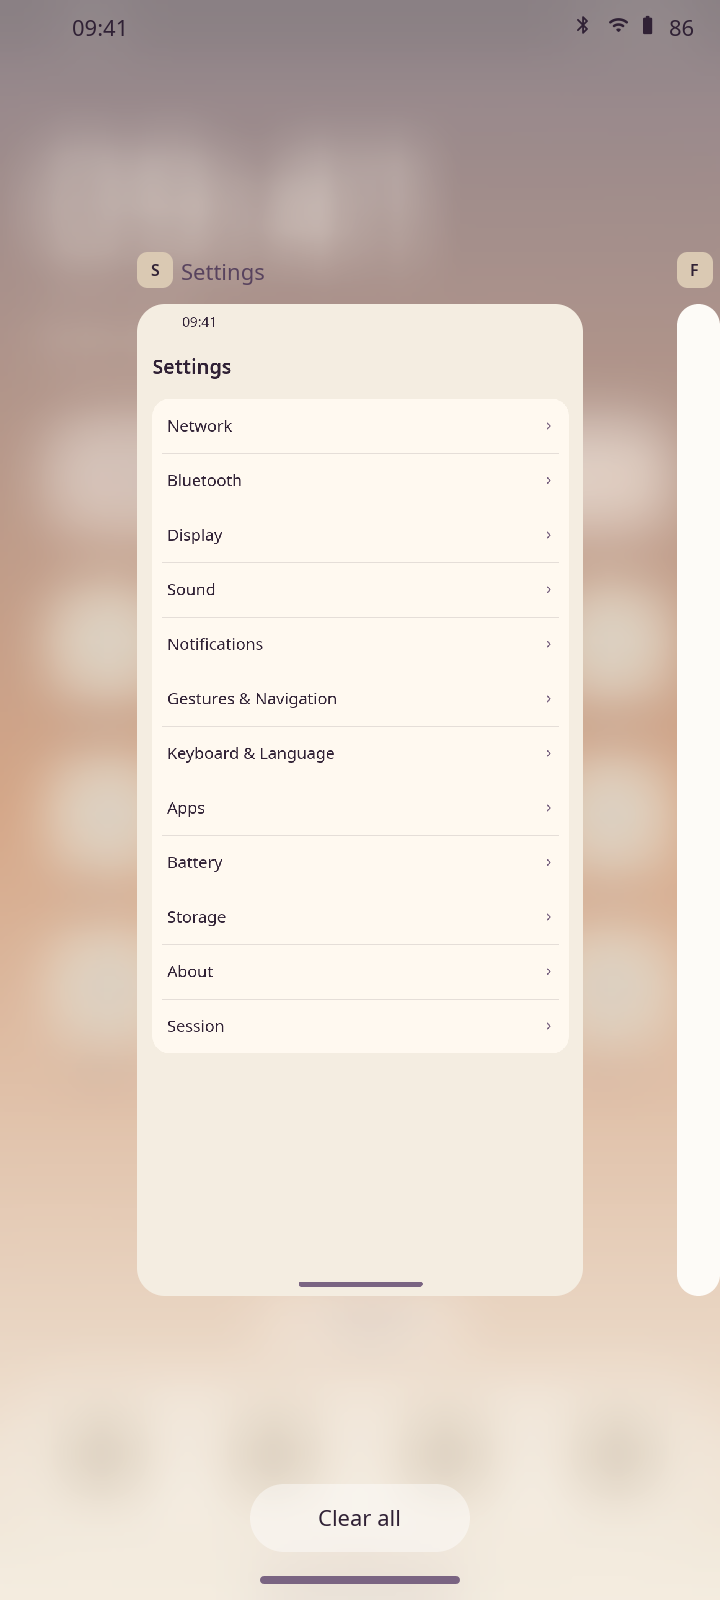 09:41
86
S Settings
F
09:41
Settings
Network
Bluetooth
Display
Sound
Notifications
Gestures & Navigation
Keyboard & Language
Apps
Battery
Storage
About
Session
Clear all